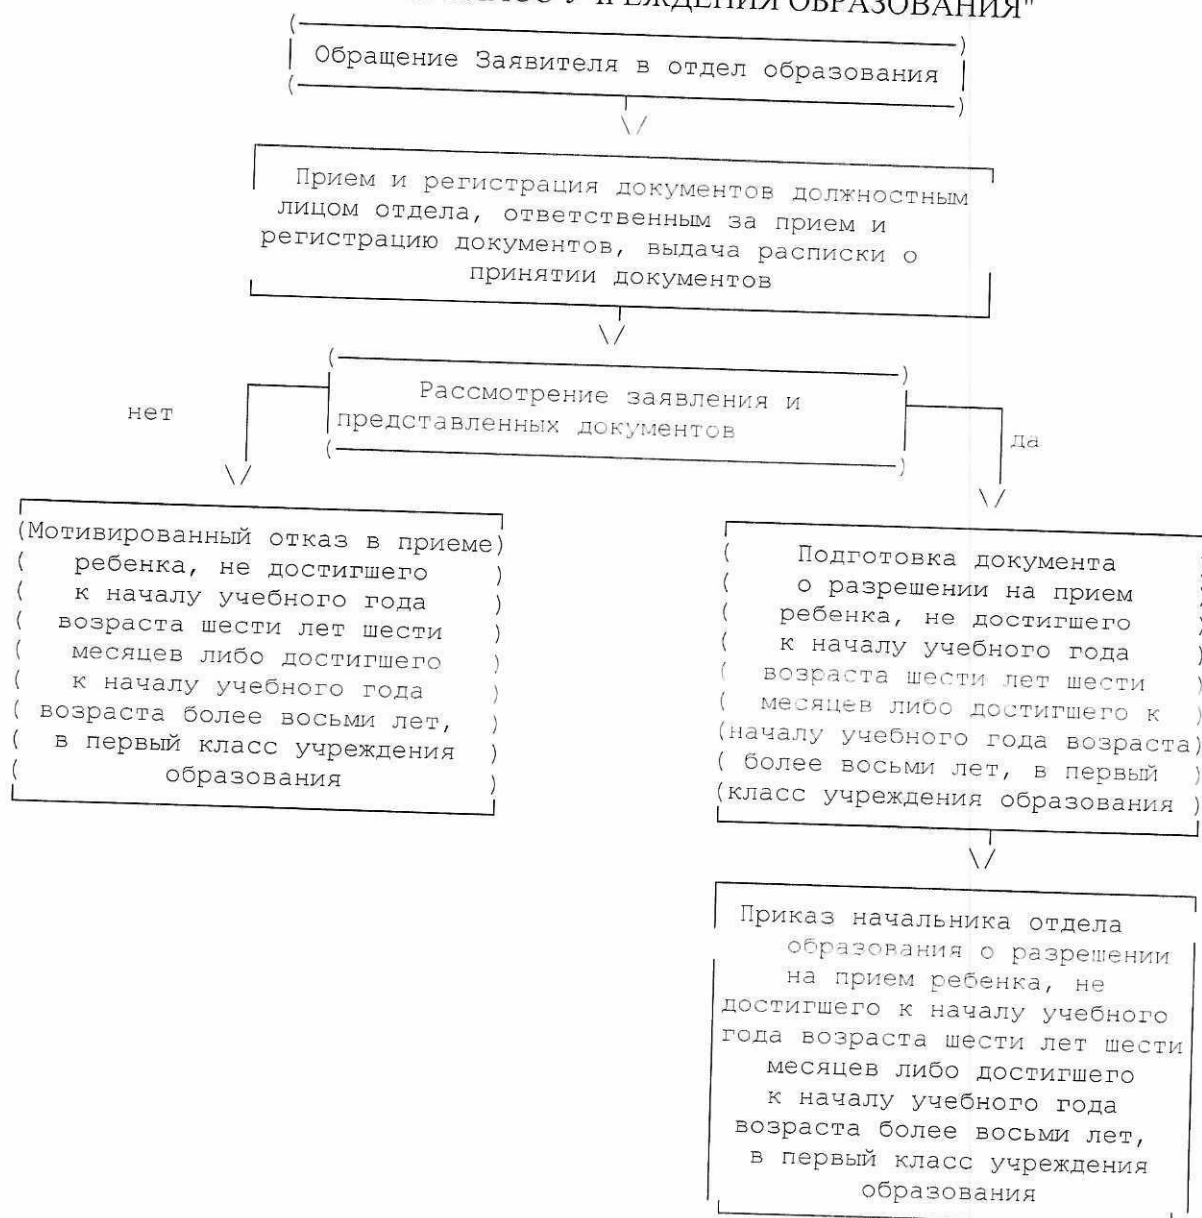 УЧРЕЖДЕНИЯ ОБРАЗОВАНИЯ"
Обращение Заявителя в отдел образования
Прием и регистрация документов должностным
лицом отдела, ответственным за прием и
регистрацию документов, выдача расписки о
принятии документов
Рассмотрение заявления и
представленных документов
нет
да
(Мотивированный отказ в приеме)
( ребенка, не достигшего )
( к началу учебного года )
( возраста шести лет шести )
( месяцев либо достигшего )
( к началу учебного года )
( возраста более восьми лет, )
( в первый класс учреждения )
( образования )
( Подготовка документа )
( о разрешении на прием )
( ребенка, не достигшего )
( к началу учебного года )
( возраста шести лет шести )
( месяцев либо достигшего к )
(началу учебного года возраста)
( более восьми лет, в первый )
(класс учреждения образования )
Приказ начальника отдела
образования о разрешении
на прием ребенка, не
достигшего к началу учебного
года возраста шести лет шести
месяцев либо достигшего
к началу учебного года
возраста более восьми лет,
в первый класс учреждения
образования